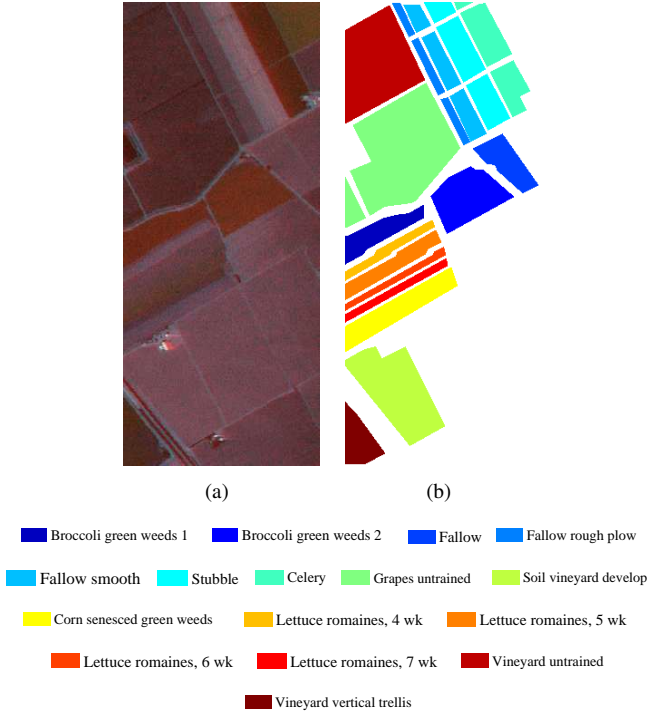 (a) (b)
Broccoli green weeds 1 Broccoli green weeds 2 Fallow Fallow rough plow
Fallow smooth Stubble Celery Grapes untrained Soil vineyard develop
Corn senesced green weeds Lettuce romaines, 4 wk Lettuce romaines, 5 wk
Lettuce romaines, 6 wk Lettuce romaines, 7 wk Vineyard untrained
Vineyard vertical trellis